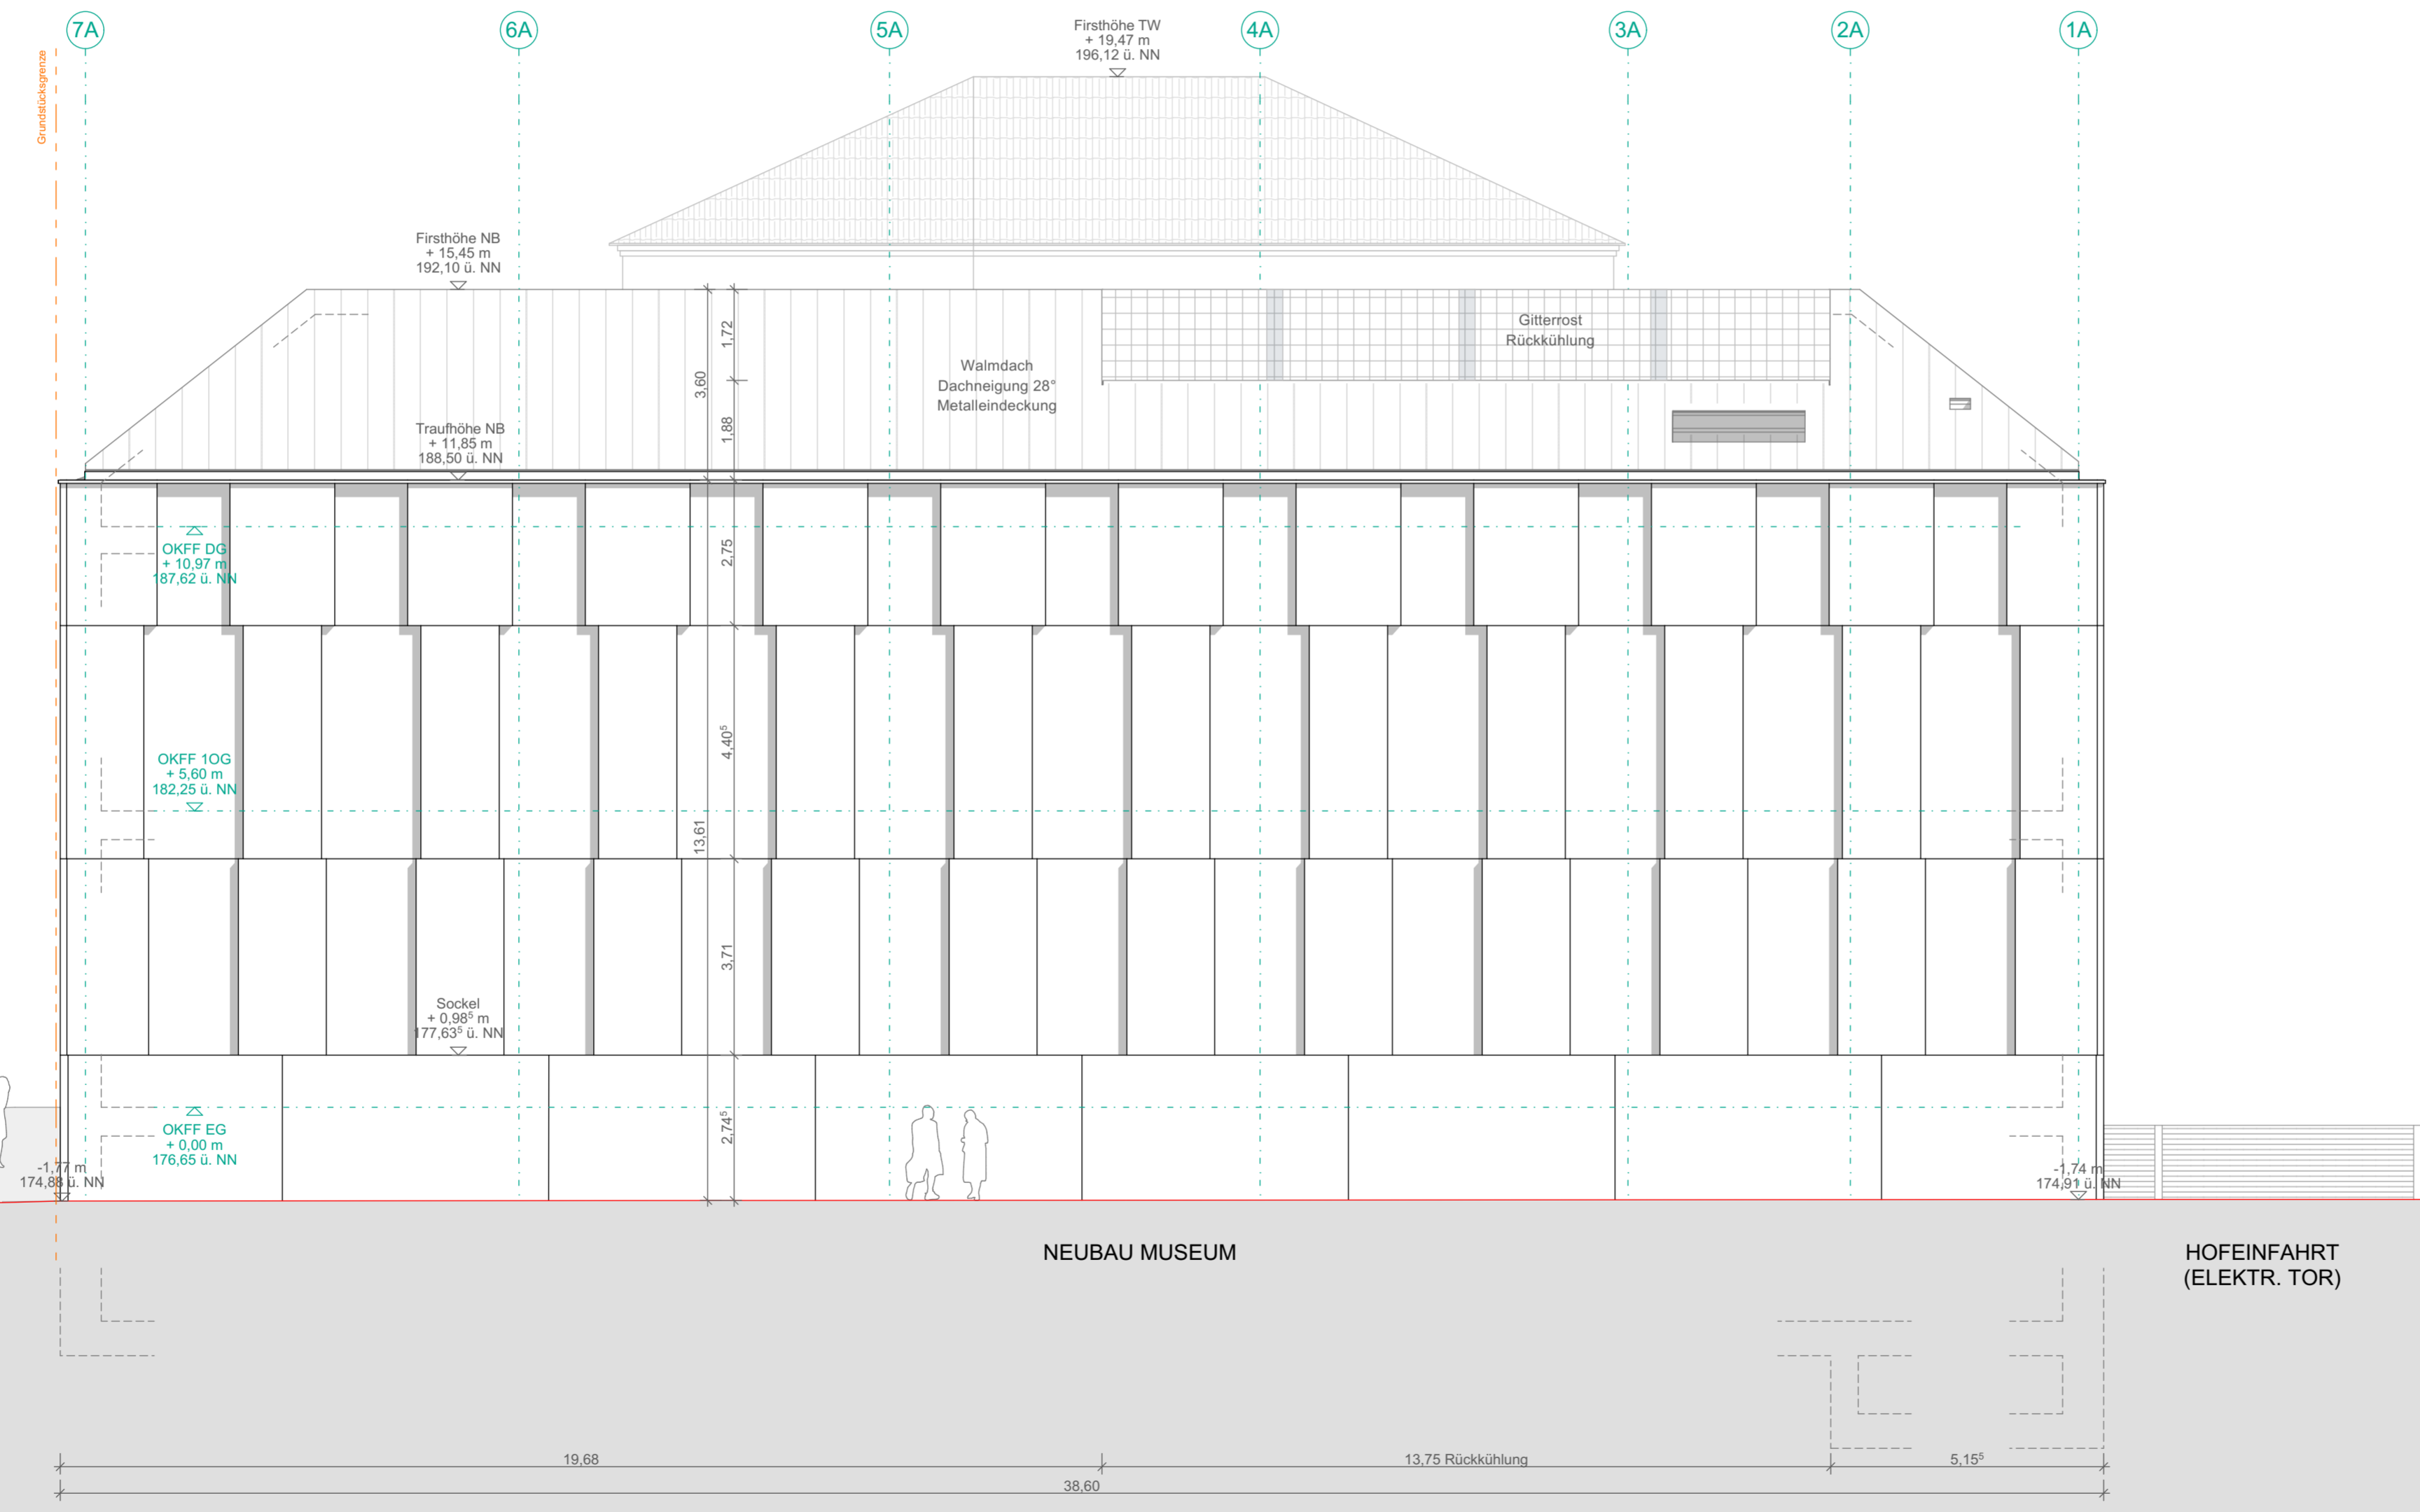 7A
6A
5A
4A
3A
2A
1A
Grundstücksgrenze
Firsthöhe TW
+ 19,47 m
196,12 ü. NN
Firsthöhe NB
+ 15,45 m
192,10 ü. NN
Gitterrost
Rückkühlung
Walmdach
Dachneigung 28°
Metalleindeckung
1,72
3,60
1,88
Traufhöhe NB
+ 11,85 m
188,50 ü. NN
OKFF DG
+ 10,97 m
187,62 ü. NN
2,75
4,40⁵
OKFF 1OG
+ 5,60 m
182,25 ü. NN
13,61
3,71
Sockel
+ 0,98⁵ m
177,63⁵ ü. NN
2,74⁵
OKFF EG
+ 0,00 m
176,65 ü. NN
-1,77 m
174,88 ü. NN
-1,74 m
174,91 ü. NN
NEUBAU MUSEUM
HOFEINFAHRT
(ELEKTR. TOR)
19,68
13,75 Rückkühlung
5,15⁵
38,60